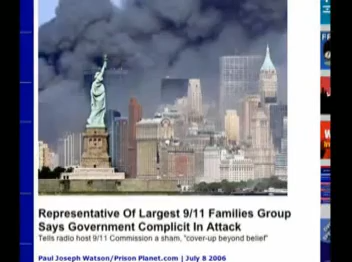 Representative Of Largest 9/11 Families Group
Says Government Complicit In Attack
Tells radio host 9/11 Commission a sham, "cover-up beyond belief"
Paul Joseph Watson/Prison Planet.com | July 8 2006